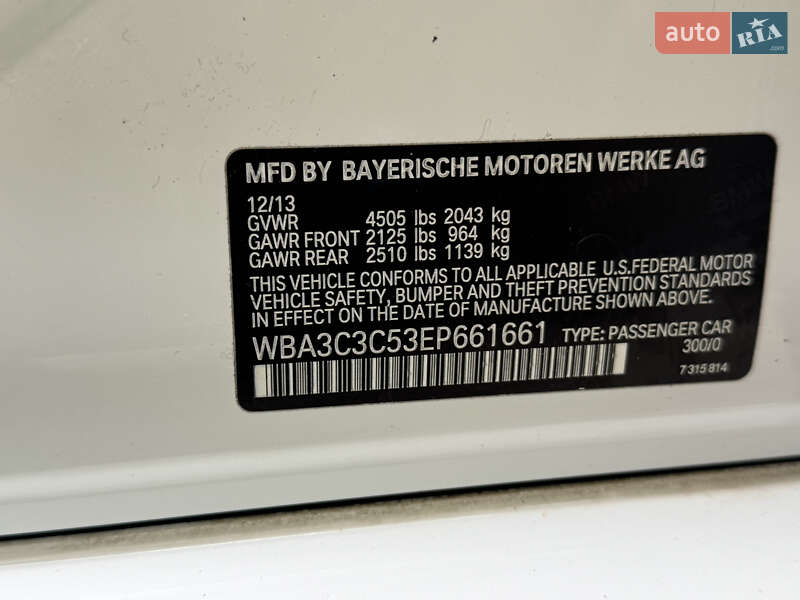 auto RIA
MFD BY BAYERISCHE MOTOREN WERKE AG
12/13
GVWR 4505 lbs 2043 kg
GAWR FRONT 2125 lbs 964 kg
GAWR REAR 2510 lbs 1139 kg
THIS VEHICLE CONFORMS TO ALL APPLICABLE U.S.FEDERAL MOTOR
VEHICLE SAFETY, BUMPER AND THEFT PREVENTION STANDARDS
IN EFFECT ON THE DATE OF MANUFACTURE SHOWN ABOVE.
WBA3C3C53EP661661 TYPE: PASSENGER CAR
300/0
7315814